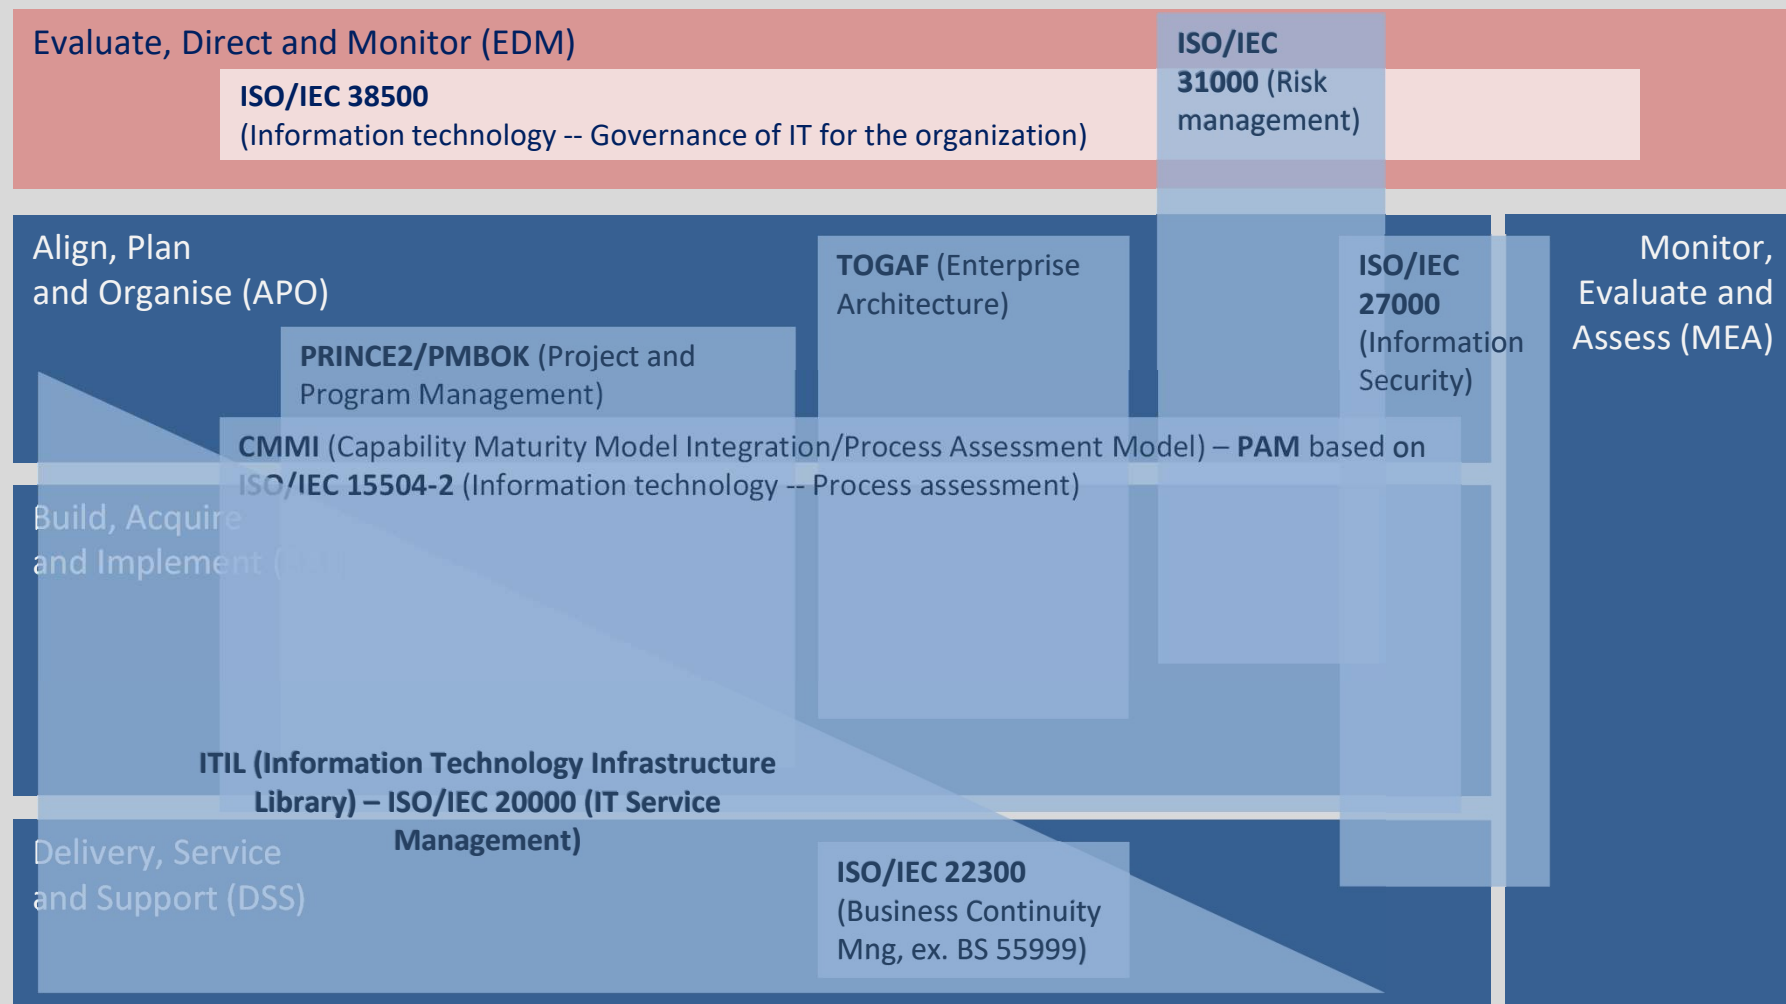 Evaluate, Direct and Monitor (EDM)
ISO/IEC 38500
(Information technology -- Governance of IT for the organization)
ISO/IEC
31000 (Risk
management)
Align, Plan
and Organise (APO)
TOGAF (Enterprise
Architecture)
ISO/IEC
27000
(Information
Security)
Monitor,
Evaluate and
Assess (MEA)
PRINCE2/PMBOK (Project and
Program Management)
CMMI (Capability Maturity Model Integration/Process Assessment Model) – PAM based on
ISO/IEC 15504-2 (Information technology -- Process assessment)
Build, Acquire
and Implement
ITIL (Information Technology Infrastructure
Library) – ISO/IEC 20000 (IT Service
Management)
Delivery, Service
and Support (DSS)
ISO/IEC 22300
(Business Continuity
Mng, ex. BS 55999)